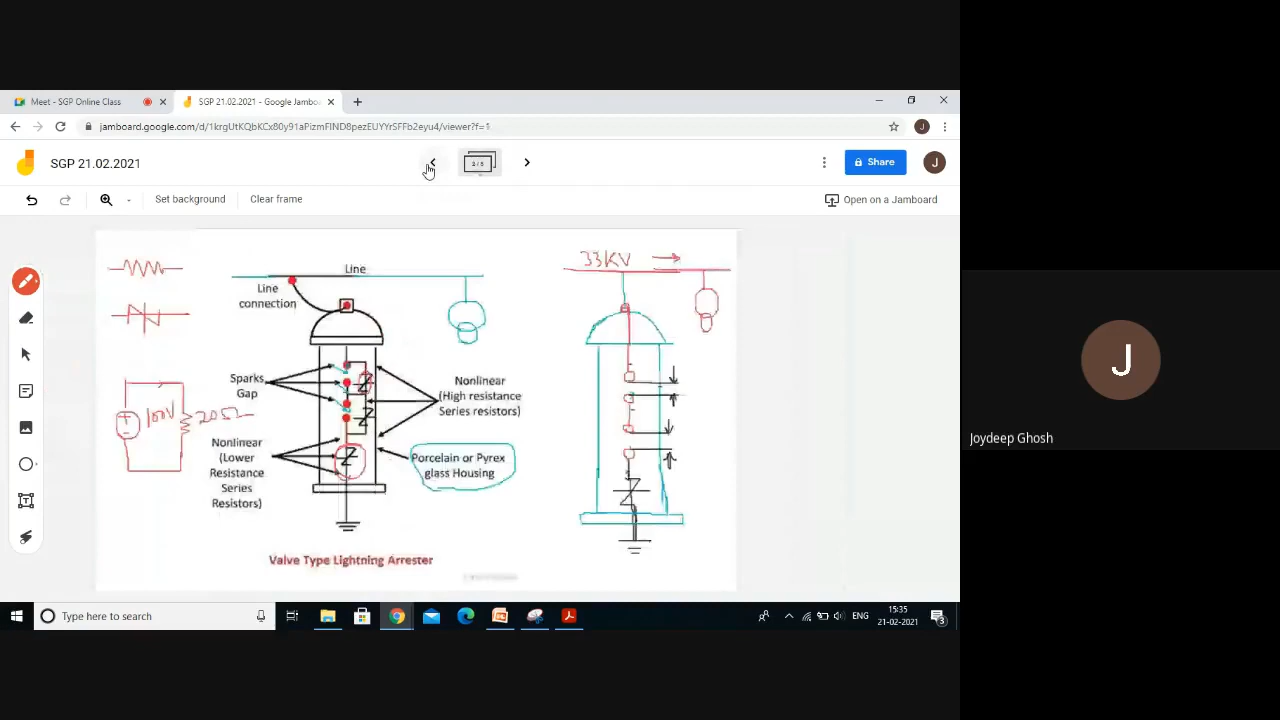 Meet - SGP Online Class
SGP 21.02.2021 - Google Jambo
jamboard.google.com/d/1krgUtKQbKCx80y91aPizmFIND8pezEUYYrSFFb2eyu4/viewer?f=1
J
SGP 21.02.2021
Share
J
Set background
Clear frame
Open on a Jamboard
33KV
Line
Line
connection
Sparks
Gap
Nonlinear
(High resistance
Series resistors)
100V
20Ω
Nonlinear
(Lower
Resistance
Series
Resistors)
Porcelain or Pyrex
glass Housing
Valve Type Lightning Arrester
J
Joydeep Ghosh
Type here to search
ENG
15:35
21-02-2021
3